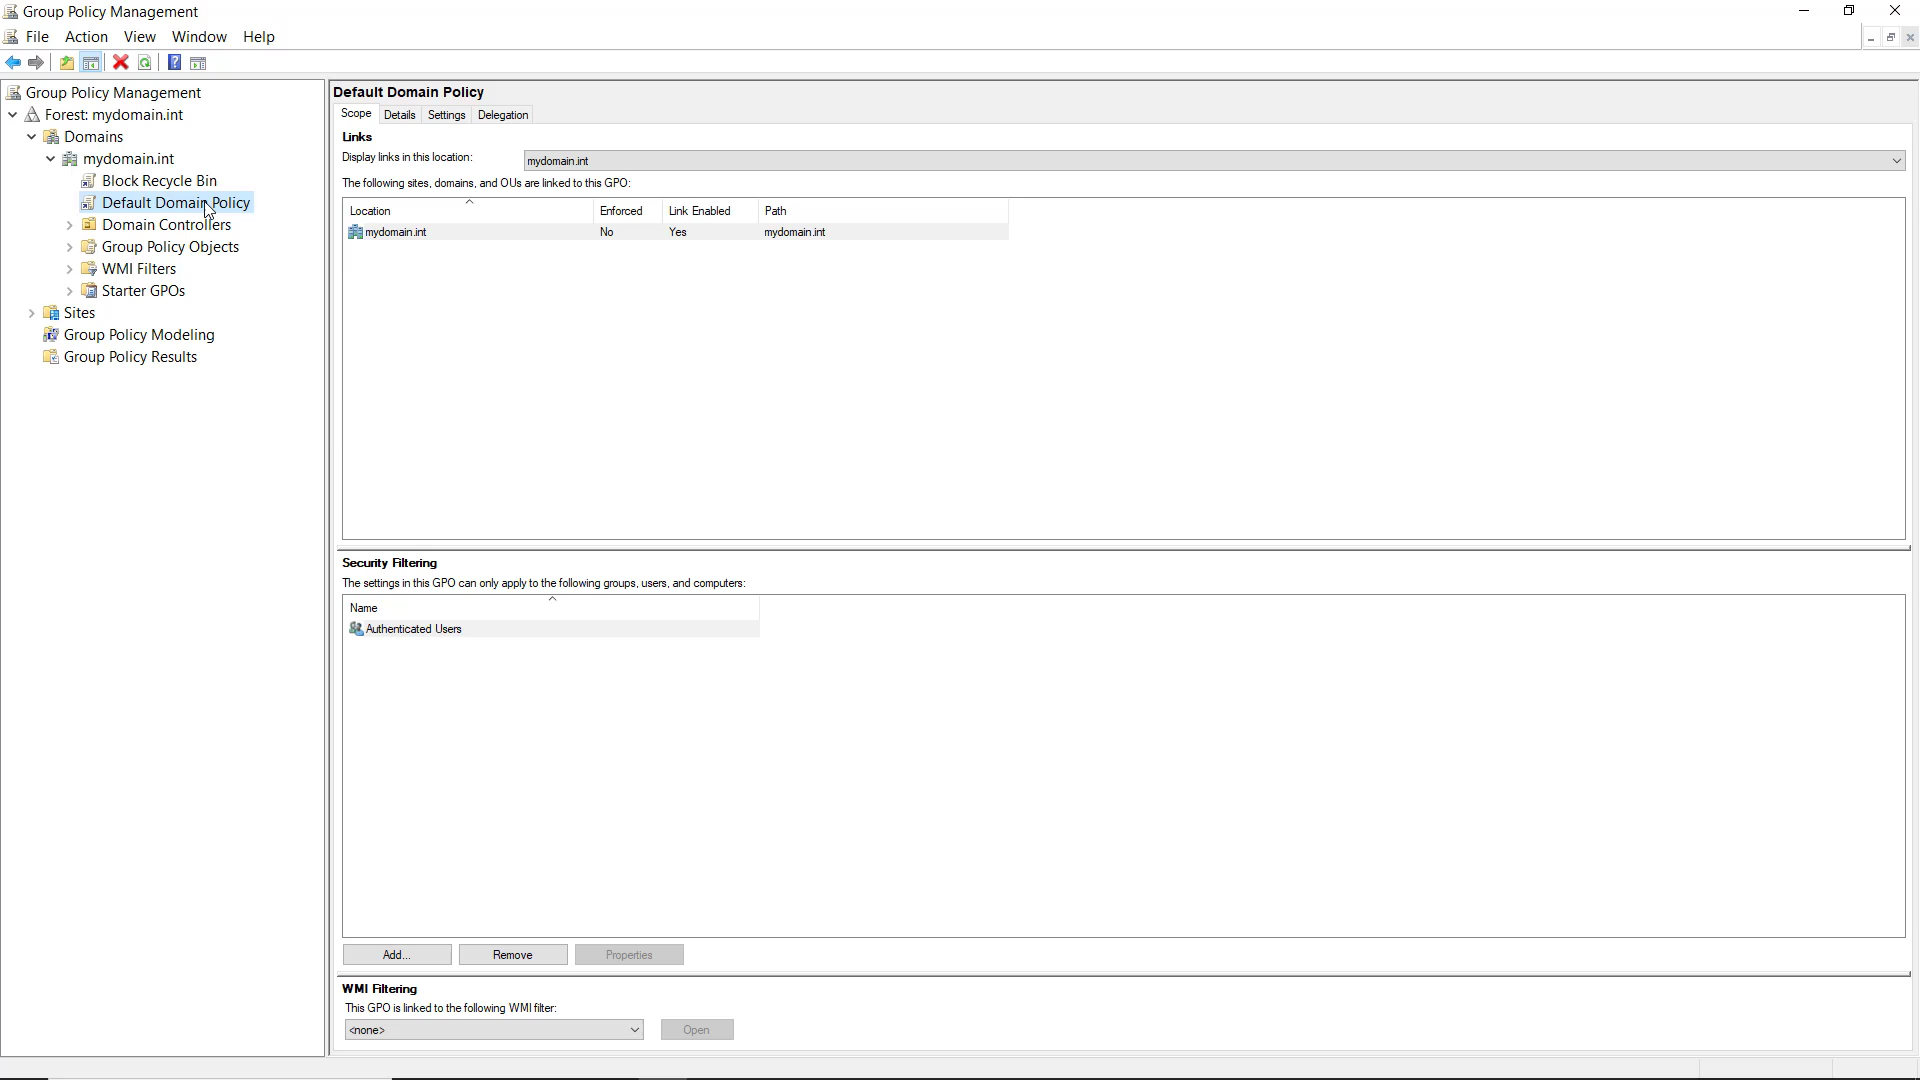 Group Policy Management
File Action View Window Help
Group Policy Management
Forest: mydomain.int
Domains
mydomain.int
Block Recycle Bin
Default Domain Policy
Domain Controllers
Group Policy Objects
WMI Filters
Starter GPOs
Sites
Group Policy Modeling
Group Policy Results
Default Domain Policy
Scope Details Settings Delegation
Links
Display links in this location: mydomain.int
The following sites, domains, and OUs are linked to this GPO:
Location Enforced Link Enabled Path
mydomain.int No Yes mydomain.int
Security Filtering
The settings in this GPO can only apply to the following groups, users, and computers:
Name
Authenticated Users
Add... Remove Properties
WMI Filtering
This GPO is linked to the following WMI filter:
<none> Open